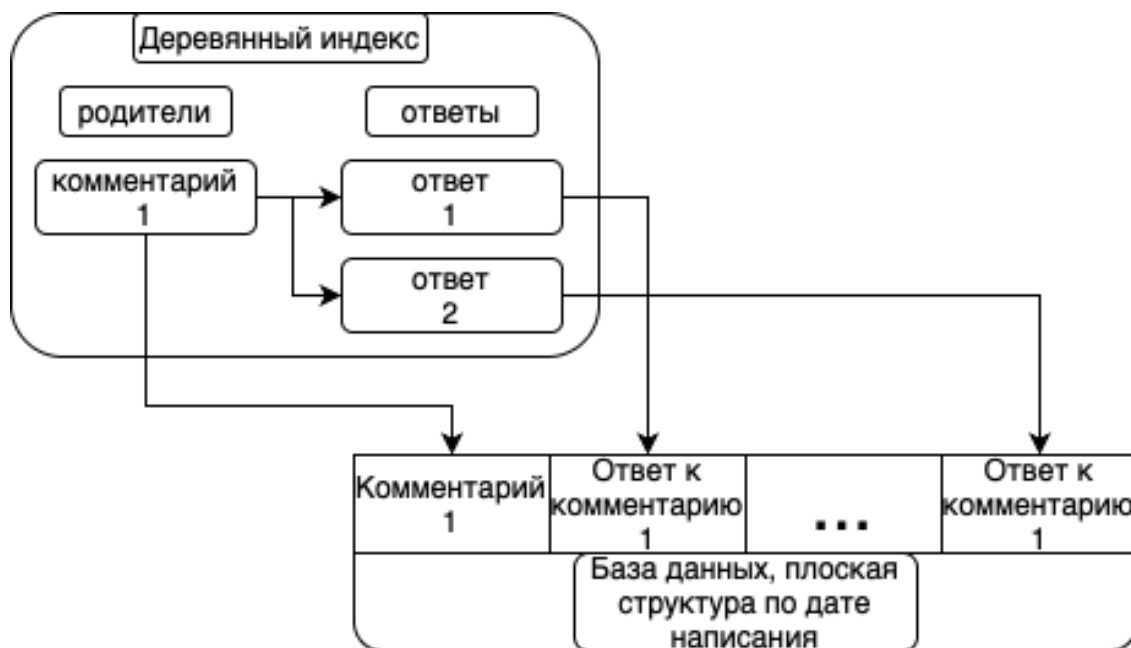 Деревянный индекс
родители
ответы
комментарий
1
ответ
1
ответ
2
Комментарий
1
Ответ к
комментарию
1
...
Ответ к
комментарию
1
База данных, плоская
структура по дате
написания